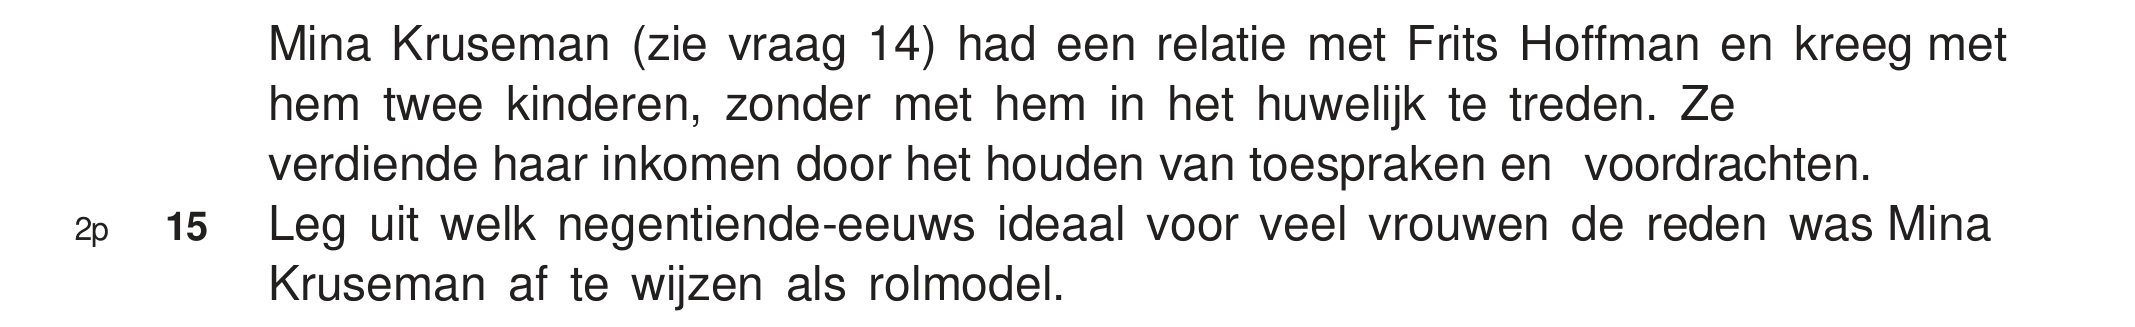 Mina Kruseman (zie vraag 14) had een relatie met Frits Hoffman en kreeg met
hem twee kinderen, zonder met hem in het huwelijk te treden. Ze
verdiende haar inkomen door het houden van toespraken en voordrachten.
2p 15 Leg uit welk negentiende-eeuws ideaal voor veel vrouwen de reden was Mina
Kruseman af te wijzen als rolmodel.